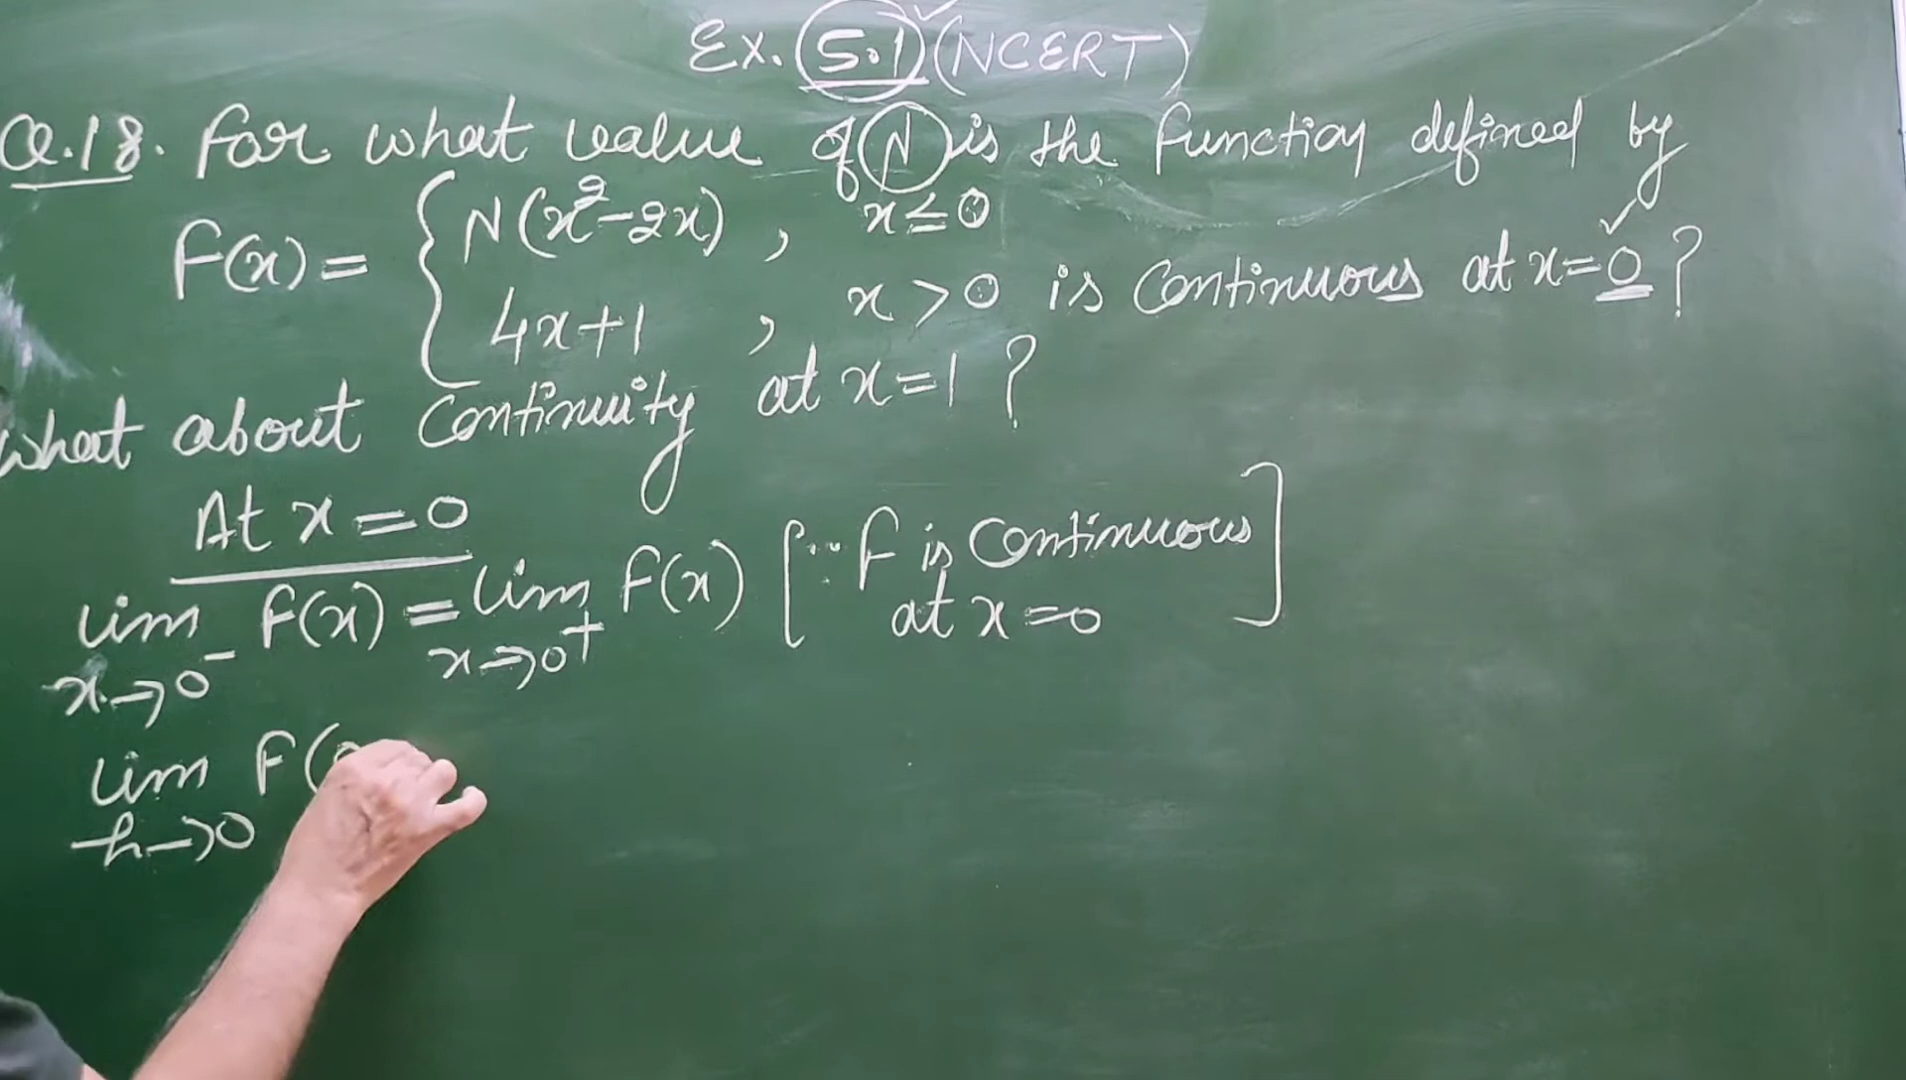 Ex. 5.1 (NCERT)
Q.18. For what value of N is the function defined by
F(x) = { N(x²-2x) , x≤0
4x+1 , x>0 is continuous at x=0 ?
What about continuity at x=1 ?
At x=0
lim x→0⁻ F(x) = lim x→0⁺ F(x) [∵ F is continuous at x=0]
lim h→0 F(0